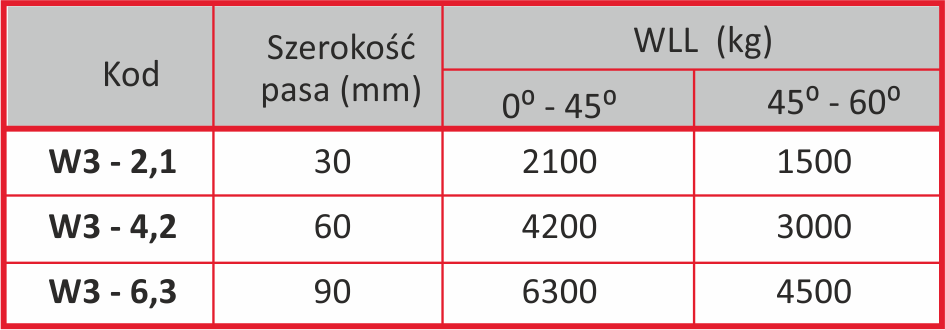 Kod
Szerokość
pasa (mm)
WLL (kg)
0º - 45º
45º - 60º
W3 - 2,1 30 2100 1500
W3 - 4,2 60 4200 3000
W3 - 6,3 90 6300 4500